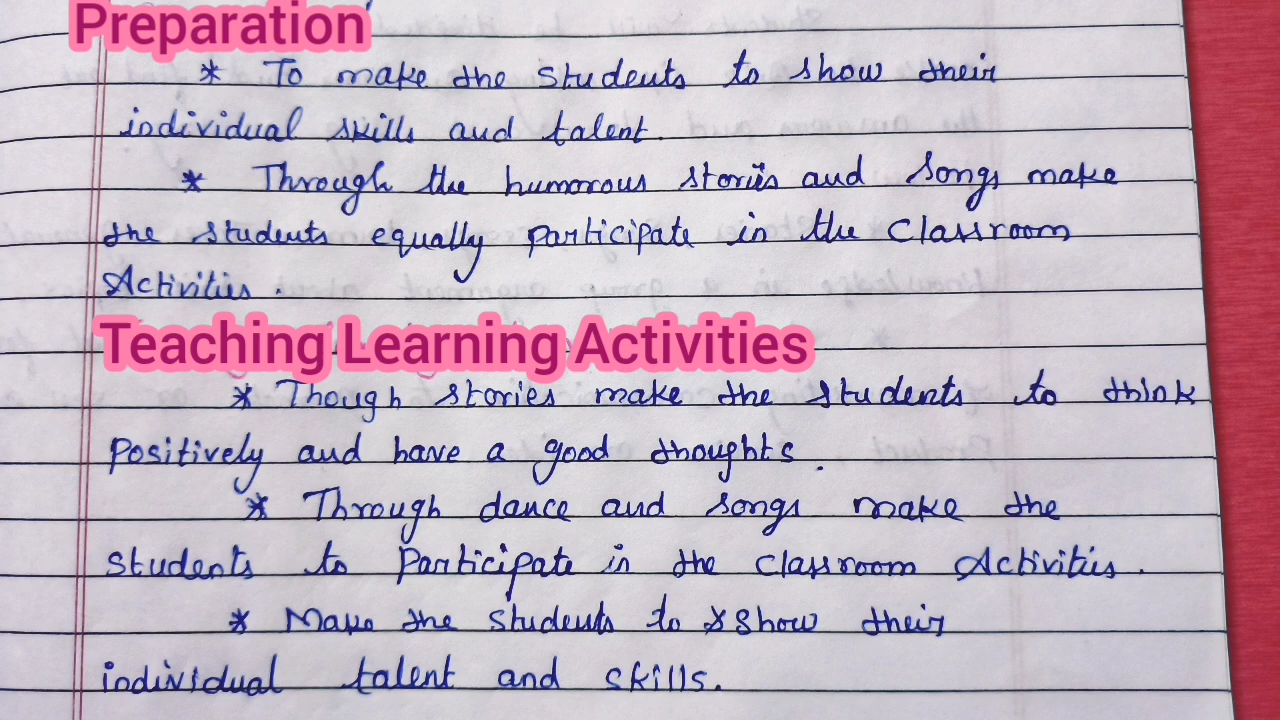 Preparation
* To make the students to show their
individual skills and talent.
* Through the humorous stories and songs make
the students equally participate in the classroom
Activities.
Teaching Learning Activities
* Though stories make the students to think
positively and have a good thoughts.
* Through dance and songs make the
students to participate in the classroom Activities.
* Make the students to show their
individual talent and skills.